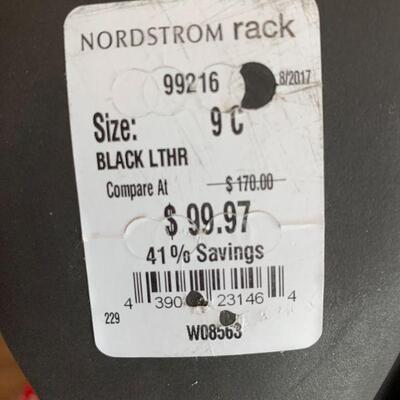 NORDSTROM rack
99216 8/2017
Size: 9 C
BLACK LTHR
Compare At $ 170.00
$ 99.97
41% Savings
4 390 23146 4
229
W08563